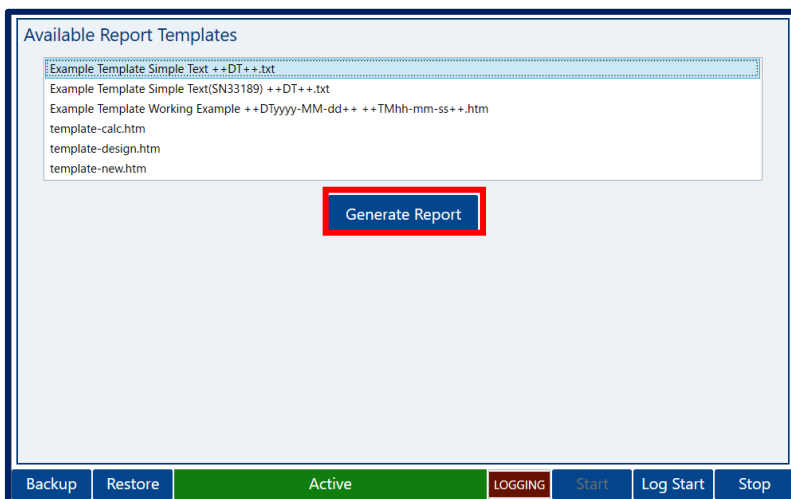 Available Report Templates
Example Template Simple Text ++DT++.txt
Example Template Simple Text(SN33189) ++DT++.txt
Example Template Working Example ++DTyyyy-MM-dd++ ++TMhh-mm-ss++.htm
template-calc.htm
template-design.htm
template-new.htm
Generate Report
Backup Restore Active LOGGING Start Log Start Stop